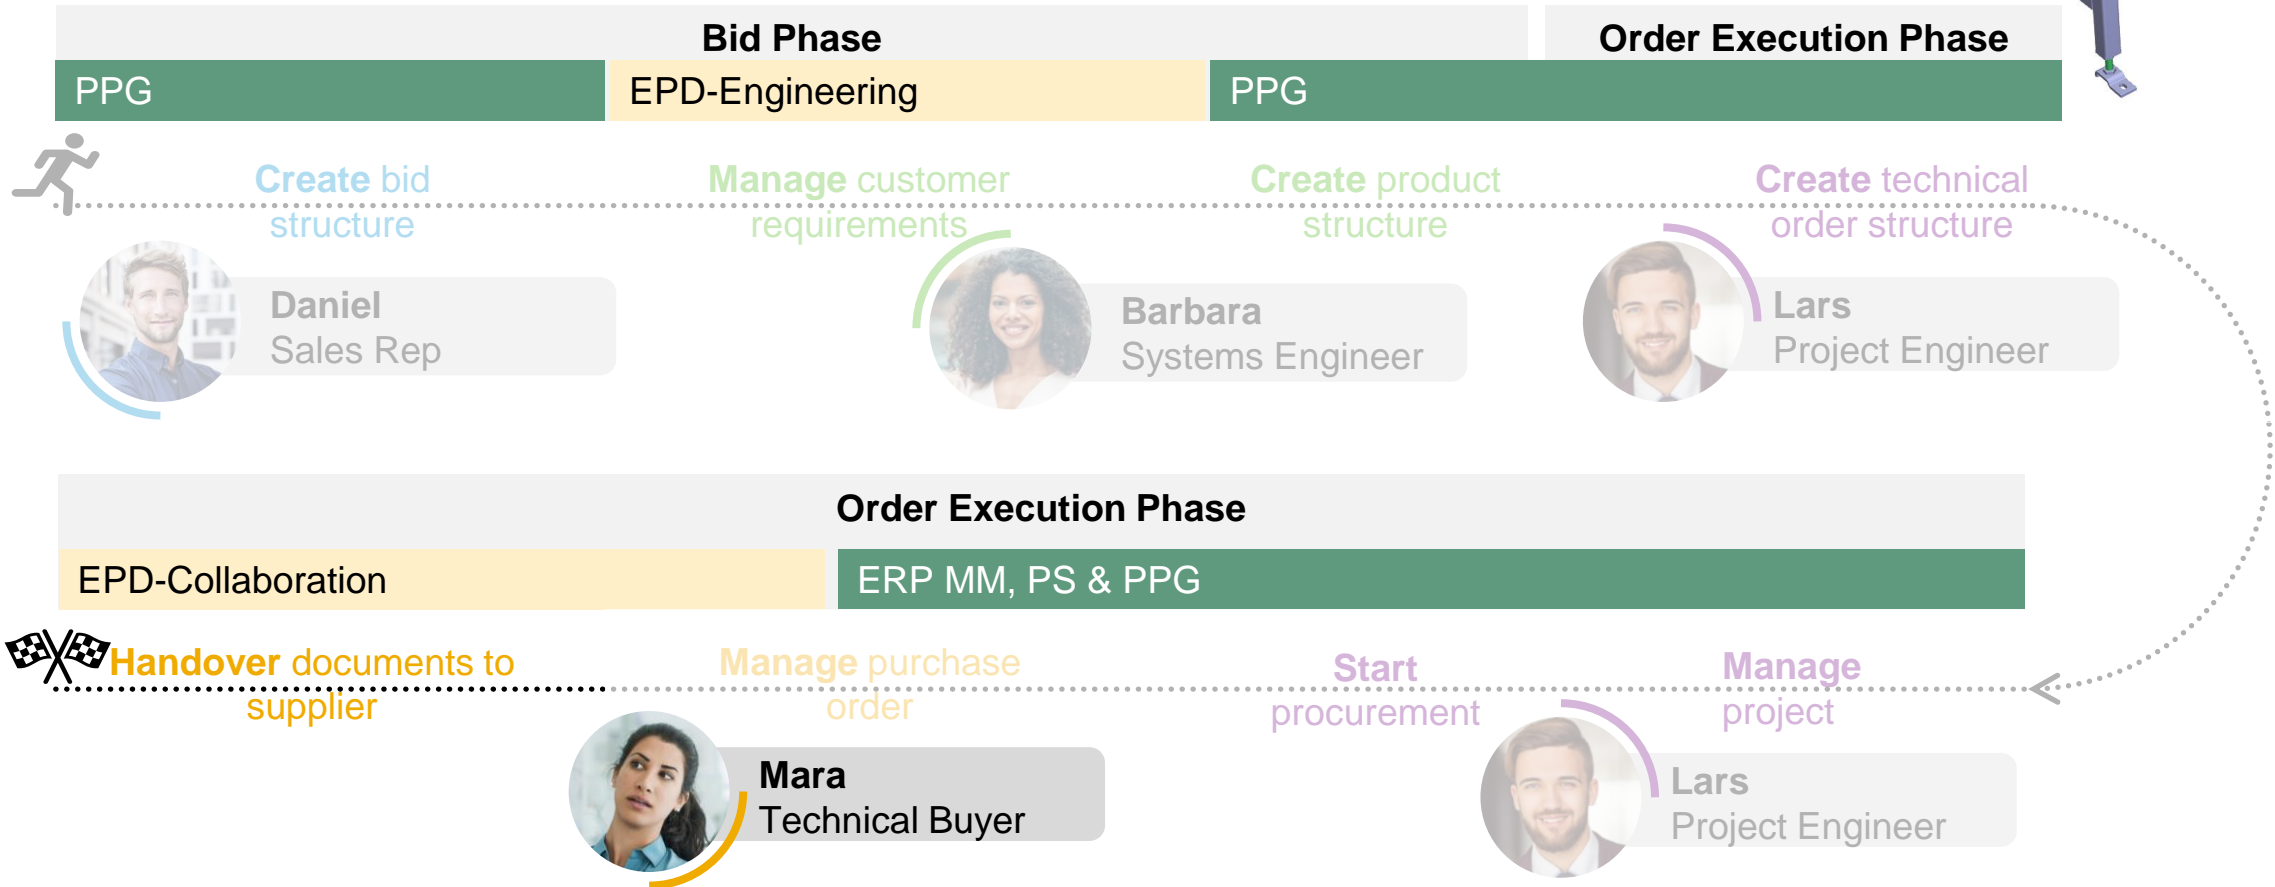 Bid Phase
Order Execution Phase
PPG
EPD-Engineering
PPG
Create bid
structure
Manage customer
requirements
Create product
structure
Create technical
order structure
Daniel
Sales Rep
Barbara
Systems Engineer
Lars
Project Engineer
Order Execution Phase
EPD-Collaboration
ERP MM, PS & PPG
Handover documents to
supplier
Manage purchase
order
Start
procurement
Manage
project
Mara
Technical Buyer
Lars
Project Engineer